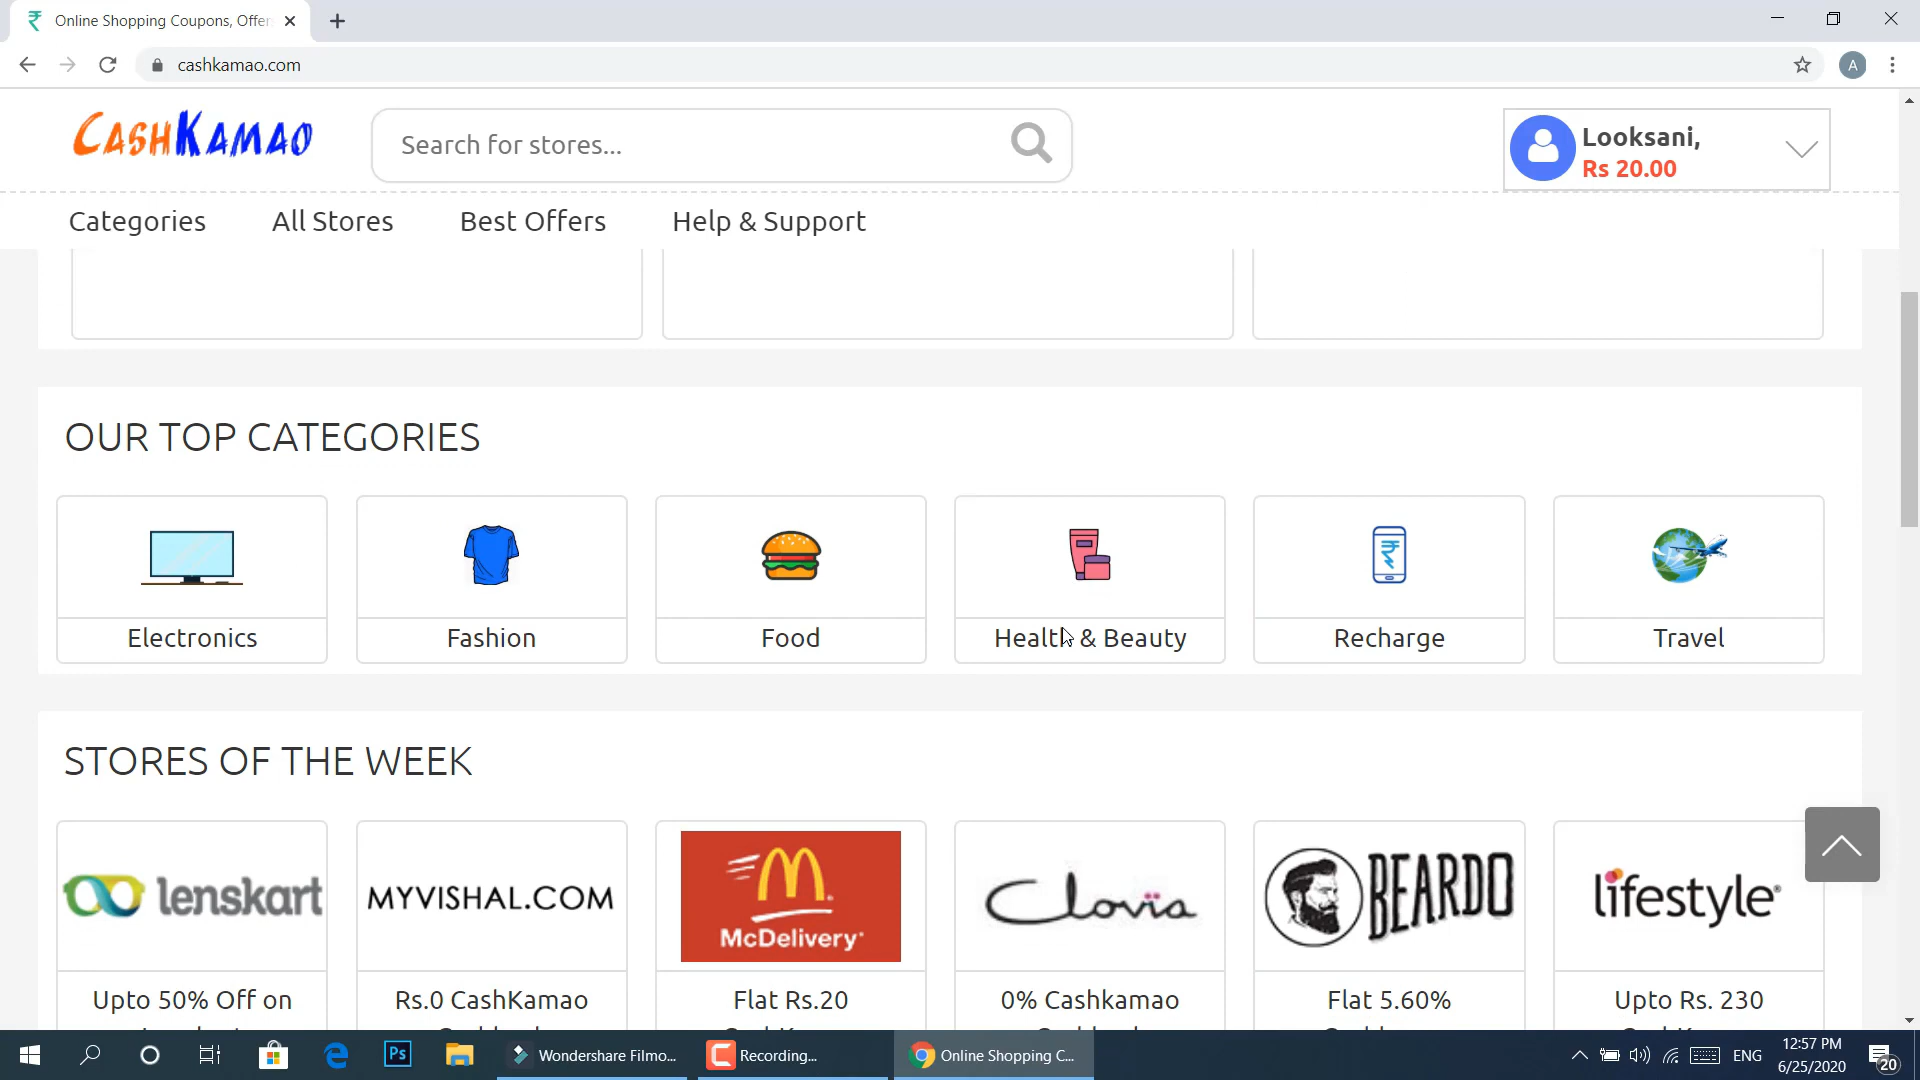 Online Shopping Coupons, Offer
cashkamao.com
A
CASHKAMAO
Search for stores...
Looksani,
Rs 20.00
Categories
All Stores
Best Offers
Help & Support
OUR TOP CATEGORIES
Electronics
Fashion
Food
Health & Beauty
Recharge
Travel
STORES OF THE WEEK
lenskart
MYVISHAL.COM
McDelivery
Clovia
BEARDO
lifestyle
Upto 50% Off on
Rs.0 CashKamao
Flat Rs.20
0% Cashkamao
Flat 5.60%
Upto Rs. 230
Ps
Wondershare Filmo...
Recording...
Online Shopping C...
ENG
12:57 PM
6/25/2020
20